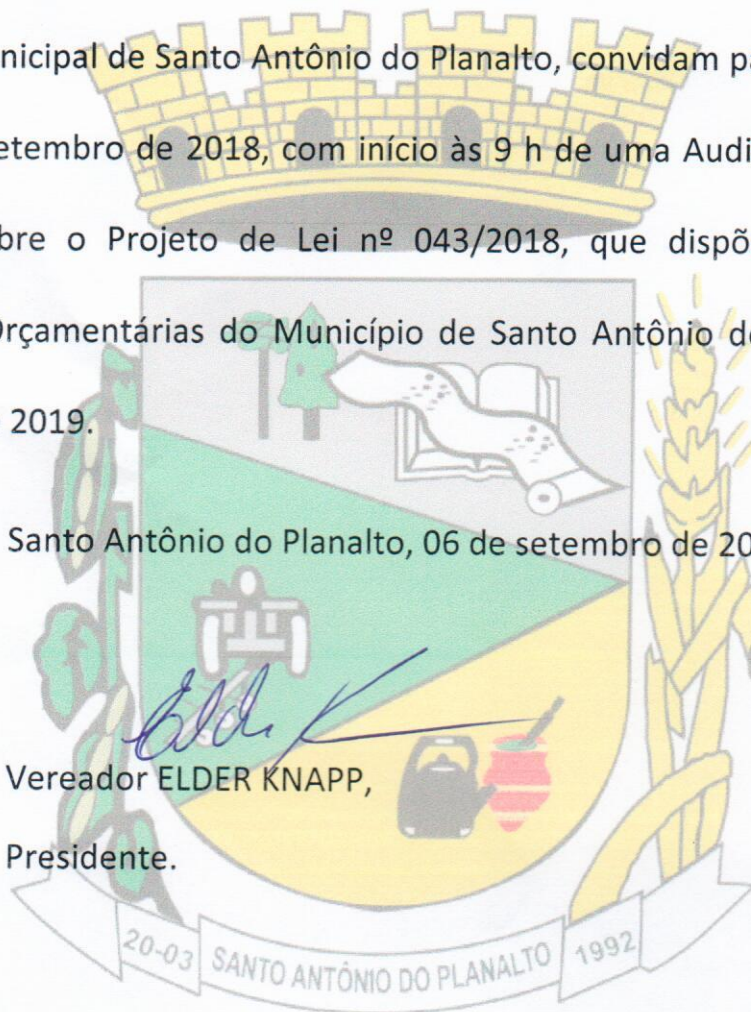 nicipal de Santo Antônio do Planalto, convidam pa
etembro de 2018, com início às 9 h de uma Audi
bre o Projeto de Lei nº 043/2018, que dispõ
Orçamentárias do Município de Santo Antônio d
2019.
Santo Antônio do Planalto, 06 de setembro de 20
Vereador ELDER KNAPP,
Presidente.
20-03 SANTO ANTÔNIO DO PLANALTO 1992